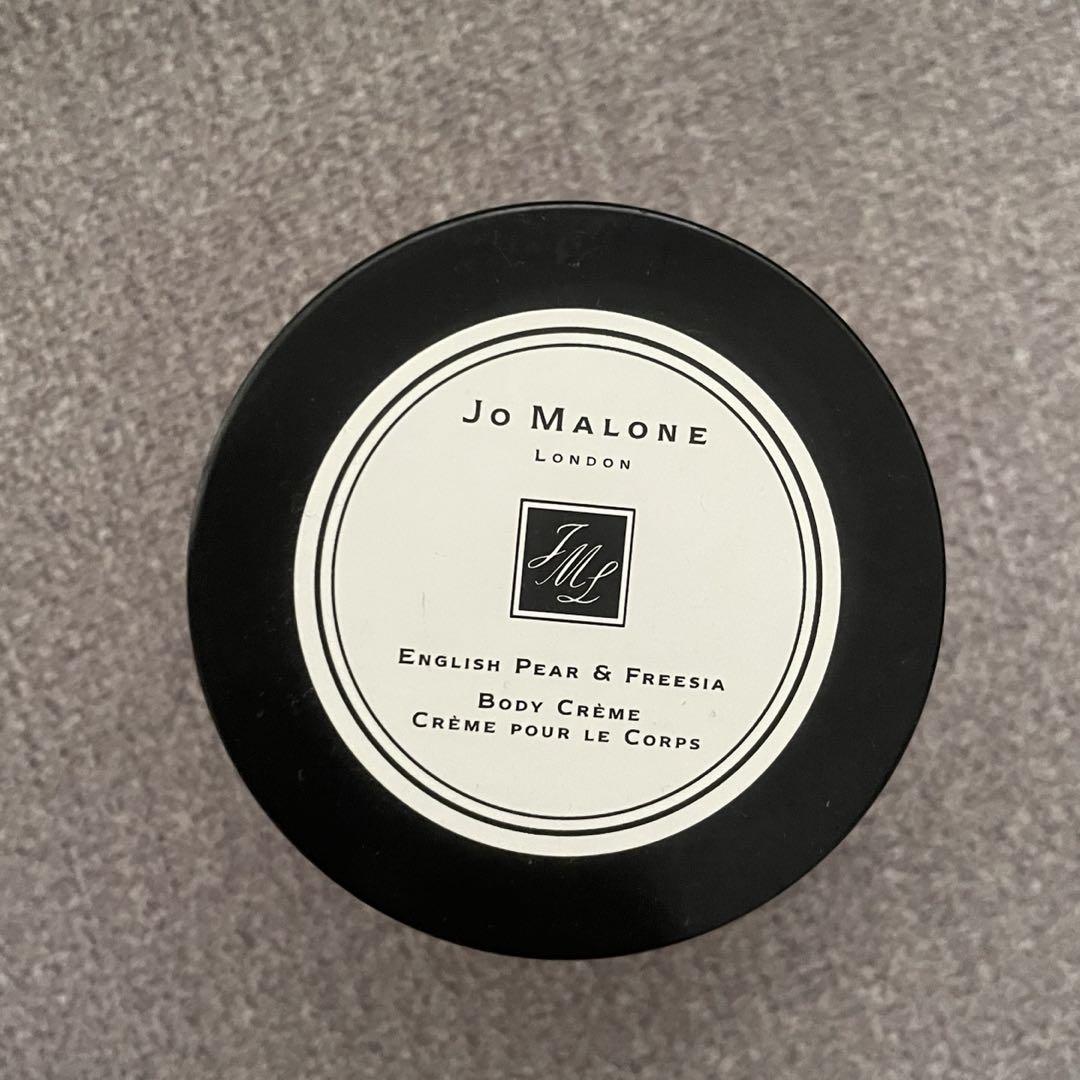 Jo Malone
London
JML
English Pear & Freesia
Body Crème
Crème pour le Corps